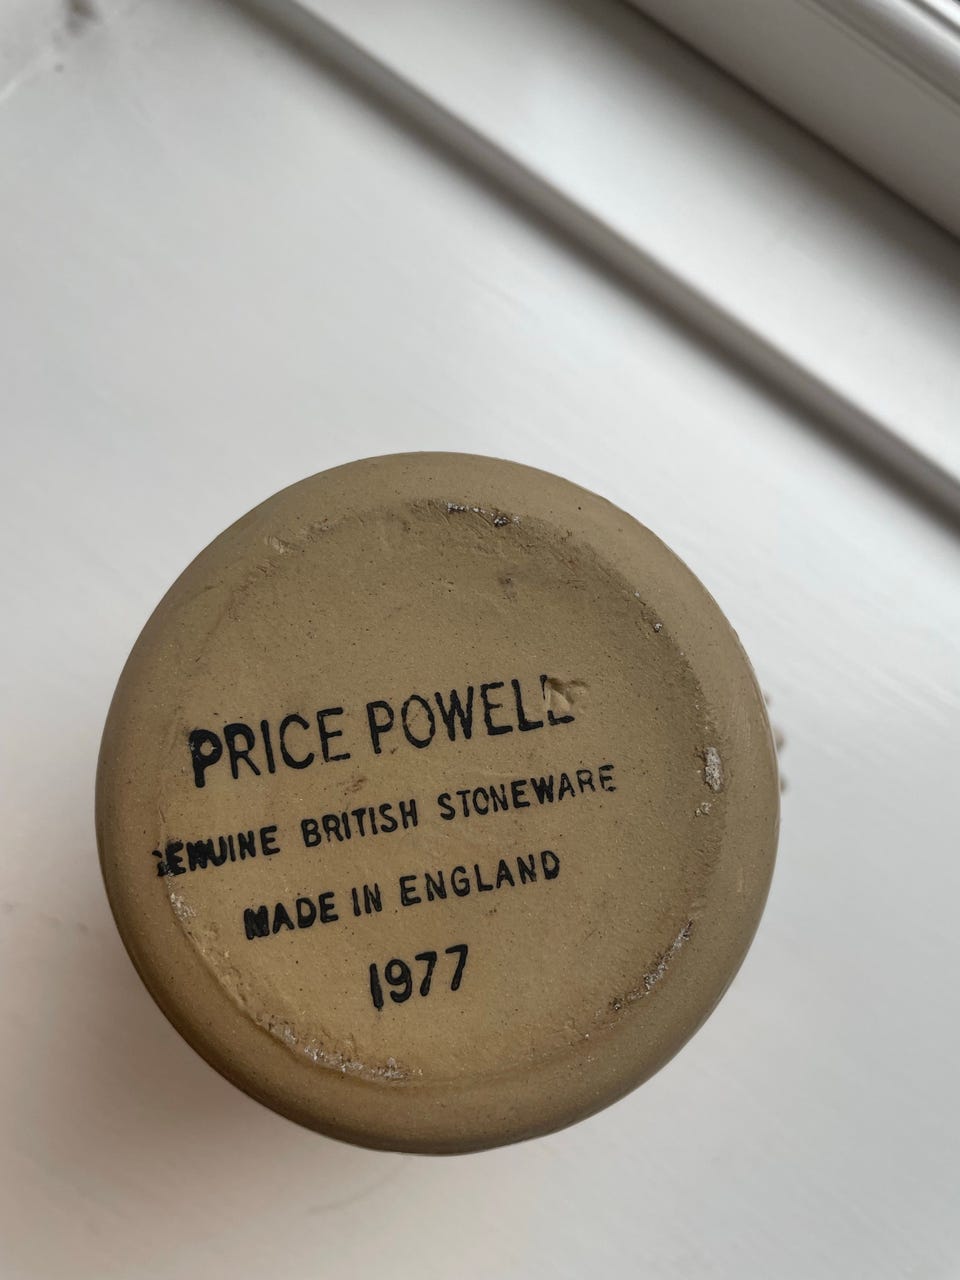 PRICE POWELL
GENUINE BRITISH STONEWARE
MADE IN ENGLAND
1977